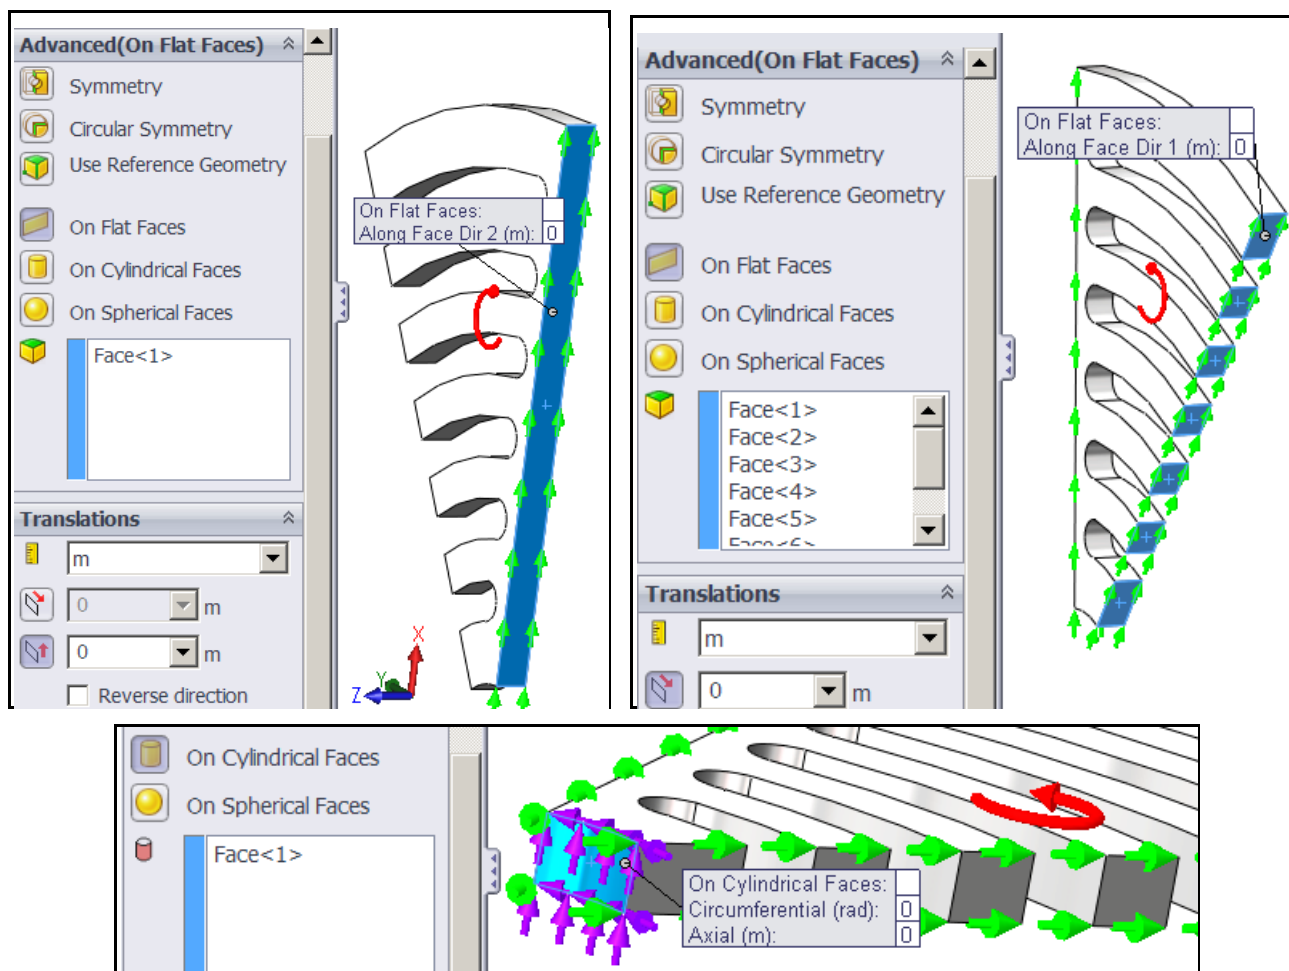 Advanced(On Flat Faces)
Symmetry
Circular Symmetry
Use Reference Geometry
On Flat Faces
On Cylindrical Faces
On Spherical Faces
Face<1>
Translations
m
0 m
0 m
Reverse direction
On Flat Faces:
Along Face Dir 2 (m): 0
X
Y
Z
Advanced(On Flat Faces)
Symmetry
Circular Symmetry
Use Reference Geometry
On Flat Faces
On Cylindrical Faces
On Spherical Faces
Face<1>
Face<2>
Face<3>
Face<4>
Face<5>
Face<6>
Translations
m
0 m
On Flat Faces:
Along Face Dir 1 (m): 0
On Cylindrical Faces
On Spherical Faces
Face<1>
On Cylindrical Faces:
Circumferential (rad): 0
Axial (m): 0